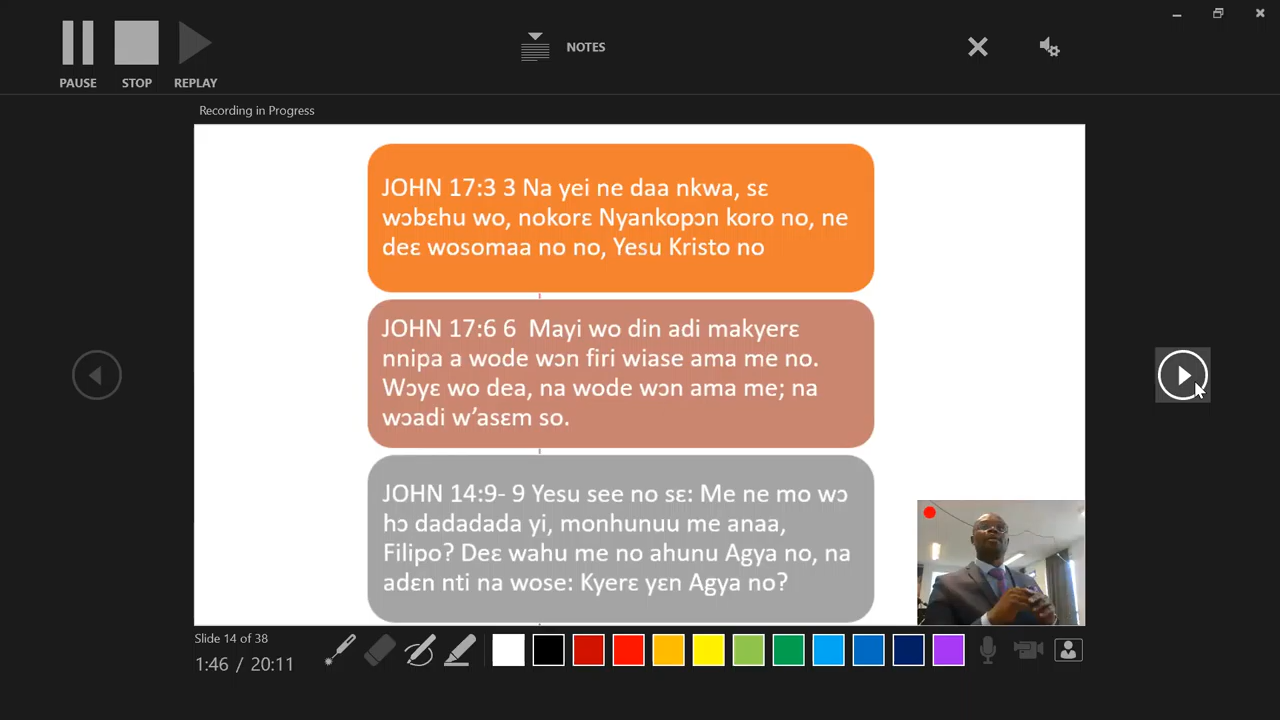 PAUSE
STOP
REPLAY
NOTES
Recording in Progress
JOHN 17:3 3 Na yei ne daa nkwa, sɛ
wɔbɛhu wo, nokorɛ Nyankopɔn koro no, ne
deɛ wosomaa no no, Yesu Kristo no
JOHN 17:6 6 Mayi wo din adi makyerɛ
nnipa a wode wɔn firi wiase ama me no.
Wɔyɛ wo dea, na wode wɔn ama me; na
wɔadi w’asɛm so.
JOHN 14:9- 9 Yesu see no sɛ: Me ne mo wɔ
hɔ dadadada yi, monhunuu me anaa,
Filipo? Deɛ wahu me no ahunu Agya no, na
adɛn nti na wose: Kyerɛ yɛn Agya no?
Slide 14 of 38
1:46 / 20:11